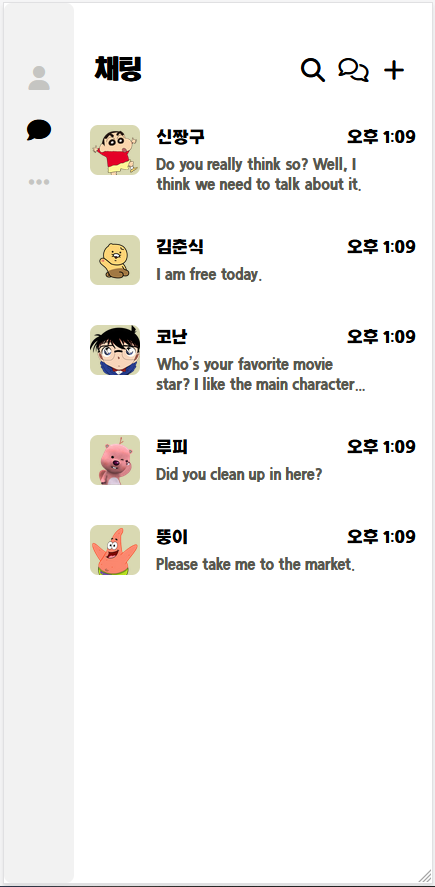 채팅
신짱구 오후 1:09
Do you really think so? Well, I
think we need to talk about it.
김춘식 오후 1:09
I am free today.
코난 오후 1:09
Who's your favorite movie
star? I like the main character...
루피 오후 1:09
Did you clean up in here?
뚱이 오후 1:09
Please take me to the market.